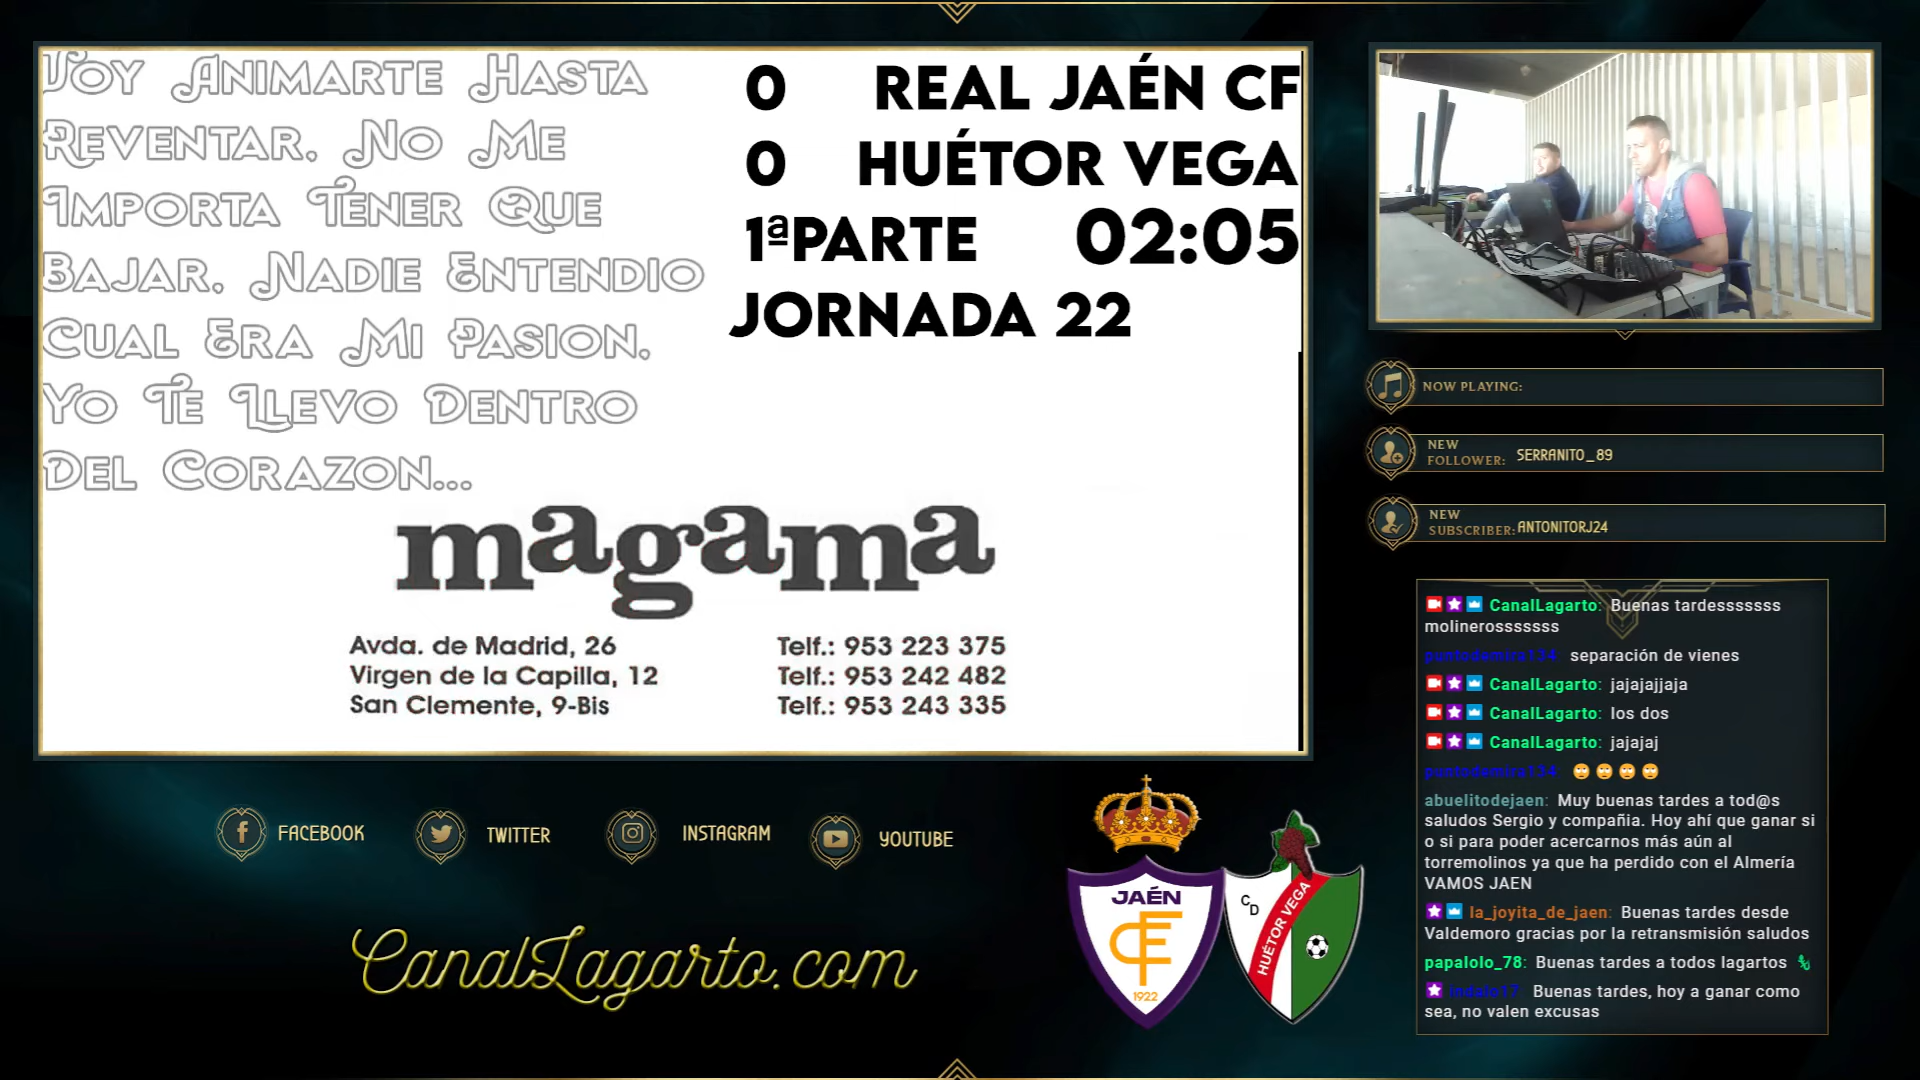 Voy Animarte Hasta
Reventar. No Me
Importa Tener Que
Bajar. Nadie Entendio
Cual Era Mi Pasion.
Yo Te Llevo Dentro
Del Corazon...
0 REAL JAÉN CF
0 HUÉTOR VEGA
1ªPARTE 02:05
JORNADA 22
magama
Avda. de Madrid, 26 Telf.: 953 223 375
Virgen de la Capilla, 12 Telf.: 953 242 482
San Clemente, 9-Bis Telf.: 953 243 335
NOW PLAYING:
NEW
FOLLOWER: SERRANITO_89
NEW
SUBSCRIBER: ANTONITORJ24
CanalLagarto: Buenas tardesssssss
molinerosssssss
puntodemira134: separación de vienes
CanalLagarto: jajajajjaja
CanalLagarto: los dos
CanalLagarto: jajajaj
puntodemira134: 🙄 🙄 🙄 🙄
abuelitodejaen: Muy buenas tardes a tod@s
saludos Sergio y compañia. Hoy ahí que ganar si
o si para poder acercarnos más aún al
torremolinos ya que ha perdido con el Almería
VAMOS JAEN
la_joyita_de_jaen: Buenas tardes desde
Valdemoro gracias por la retransmisión saludos
papalolo_78: Buenas tardes a todos lagartos
indalo17: Buenas tardes, hoy a ganar como
sea, no valen excusas
FACEBOOK TWITTER INSTAGRAM YOUTUBE
CanalLagarto.com
JAÉN
CF
1922
CD
HUÉTOR VEGA